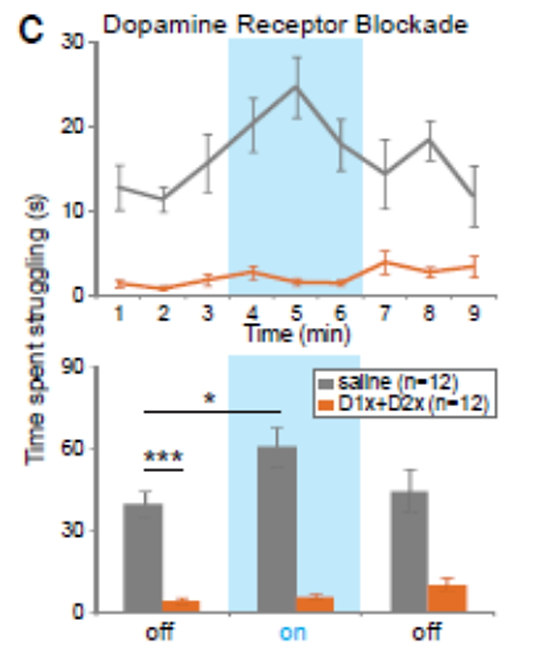 C Dopamine Receptor Blockade
Time spent struggling (s)
30
20
10
0
1 2 3 4 5 6 7 8 9
Time (min)
90
60
30
0
saline (n=12)
D1x+D2x (n=12)
*
***
off on off